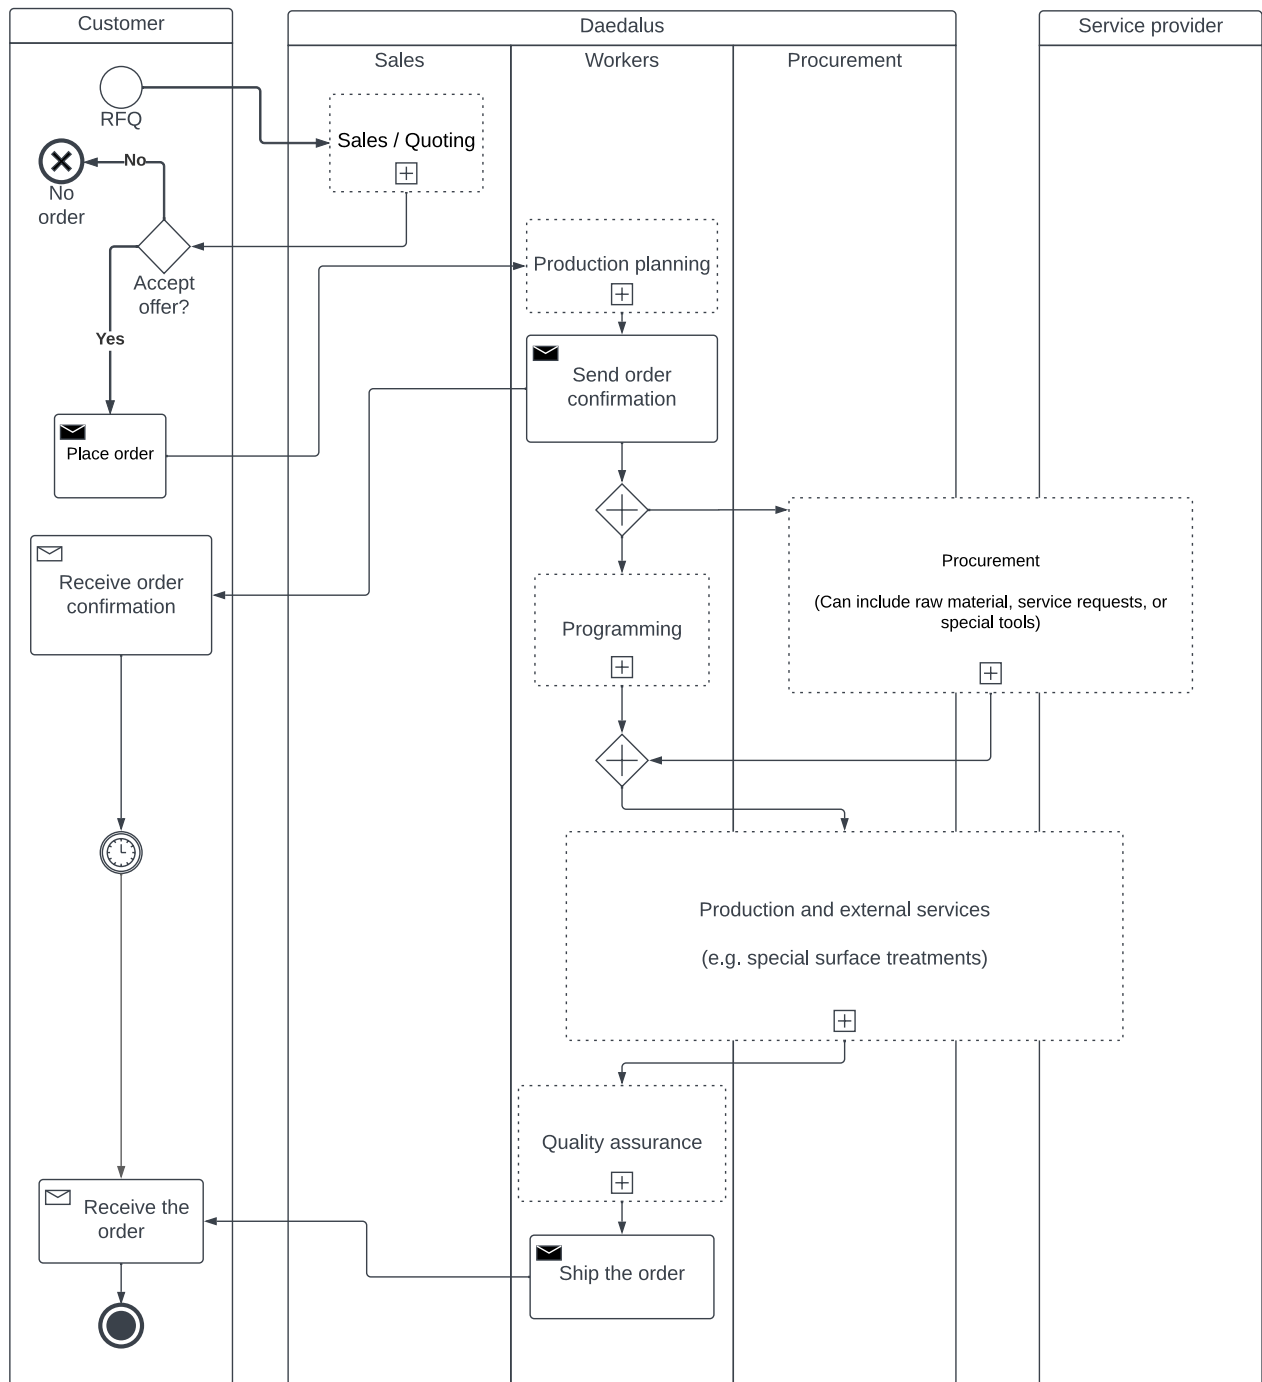 Customer
Daedalus
Service provider
Sales
Workers
Procurement
RFQ
Sales / Quoting
No
No
order
Accept
offer?
Production planning
Yes
Send order
confirmation
Place order
Procurement
(Can include raw material, service requests, or
special tools)
Receive order
confirmation
Programming
Production and external services
(e.g. special surface treatments)
Quality assurance
Receive the
order
Ship the order